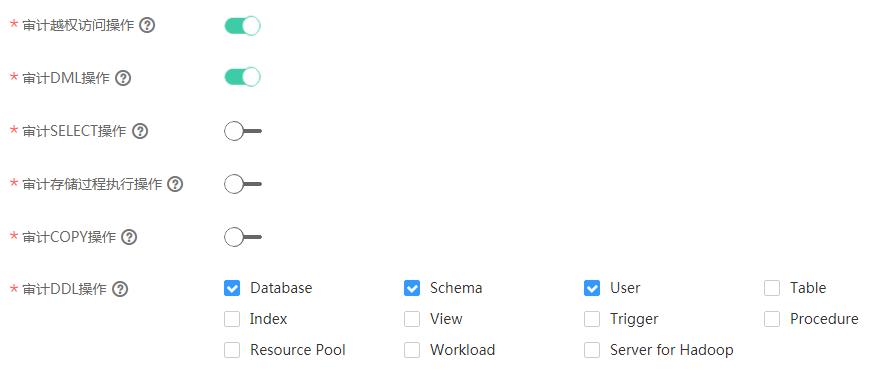 * 审计越权访问操作 ?
* 审计DML操作 ?
* 审计SELECT操作 ?
* 审计存储过程执行操作 ?
* 审计COPY操作 ?
* 审计DDL操作 ? Database Schema User Table
Index View Trigger Procedure
Resource Pool Workload Server for Hadoop